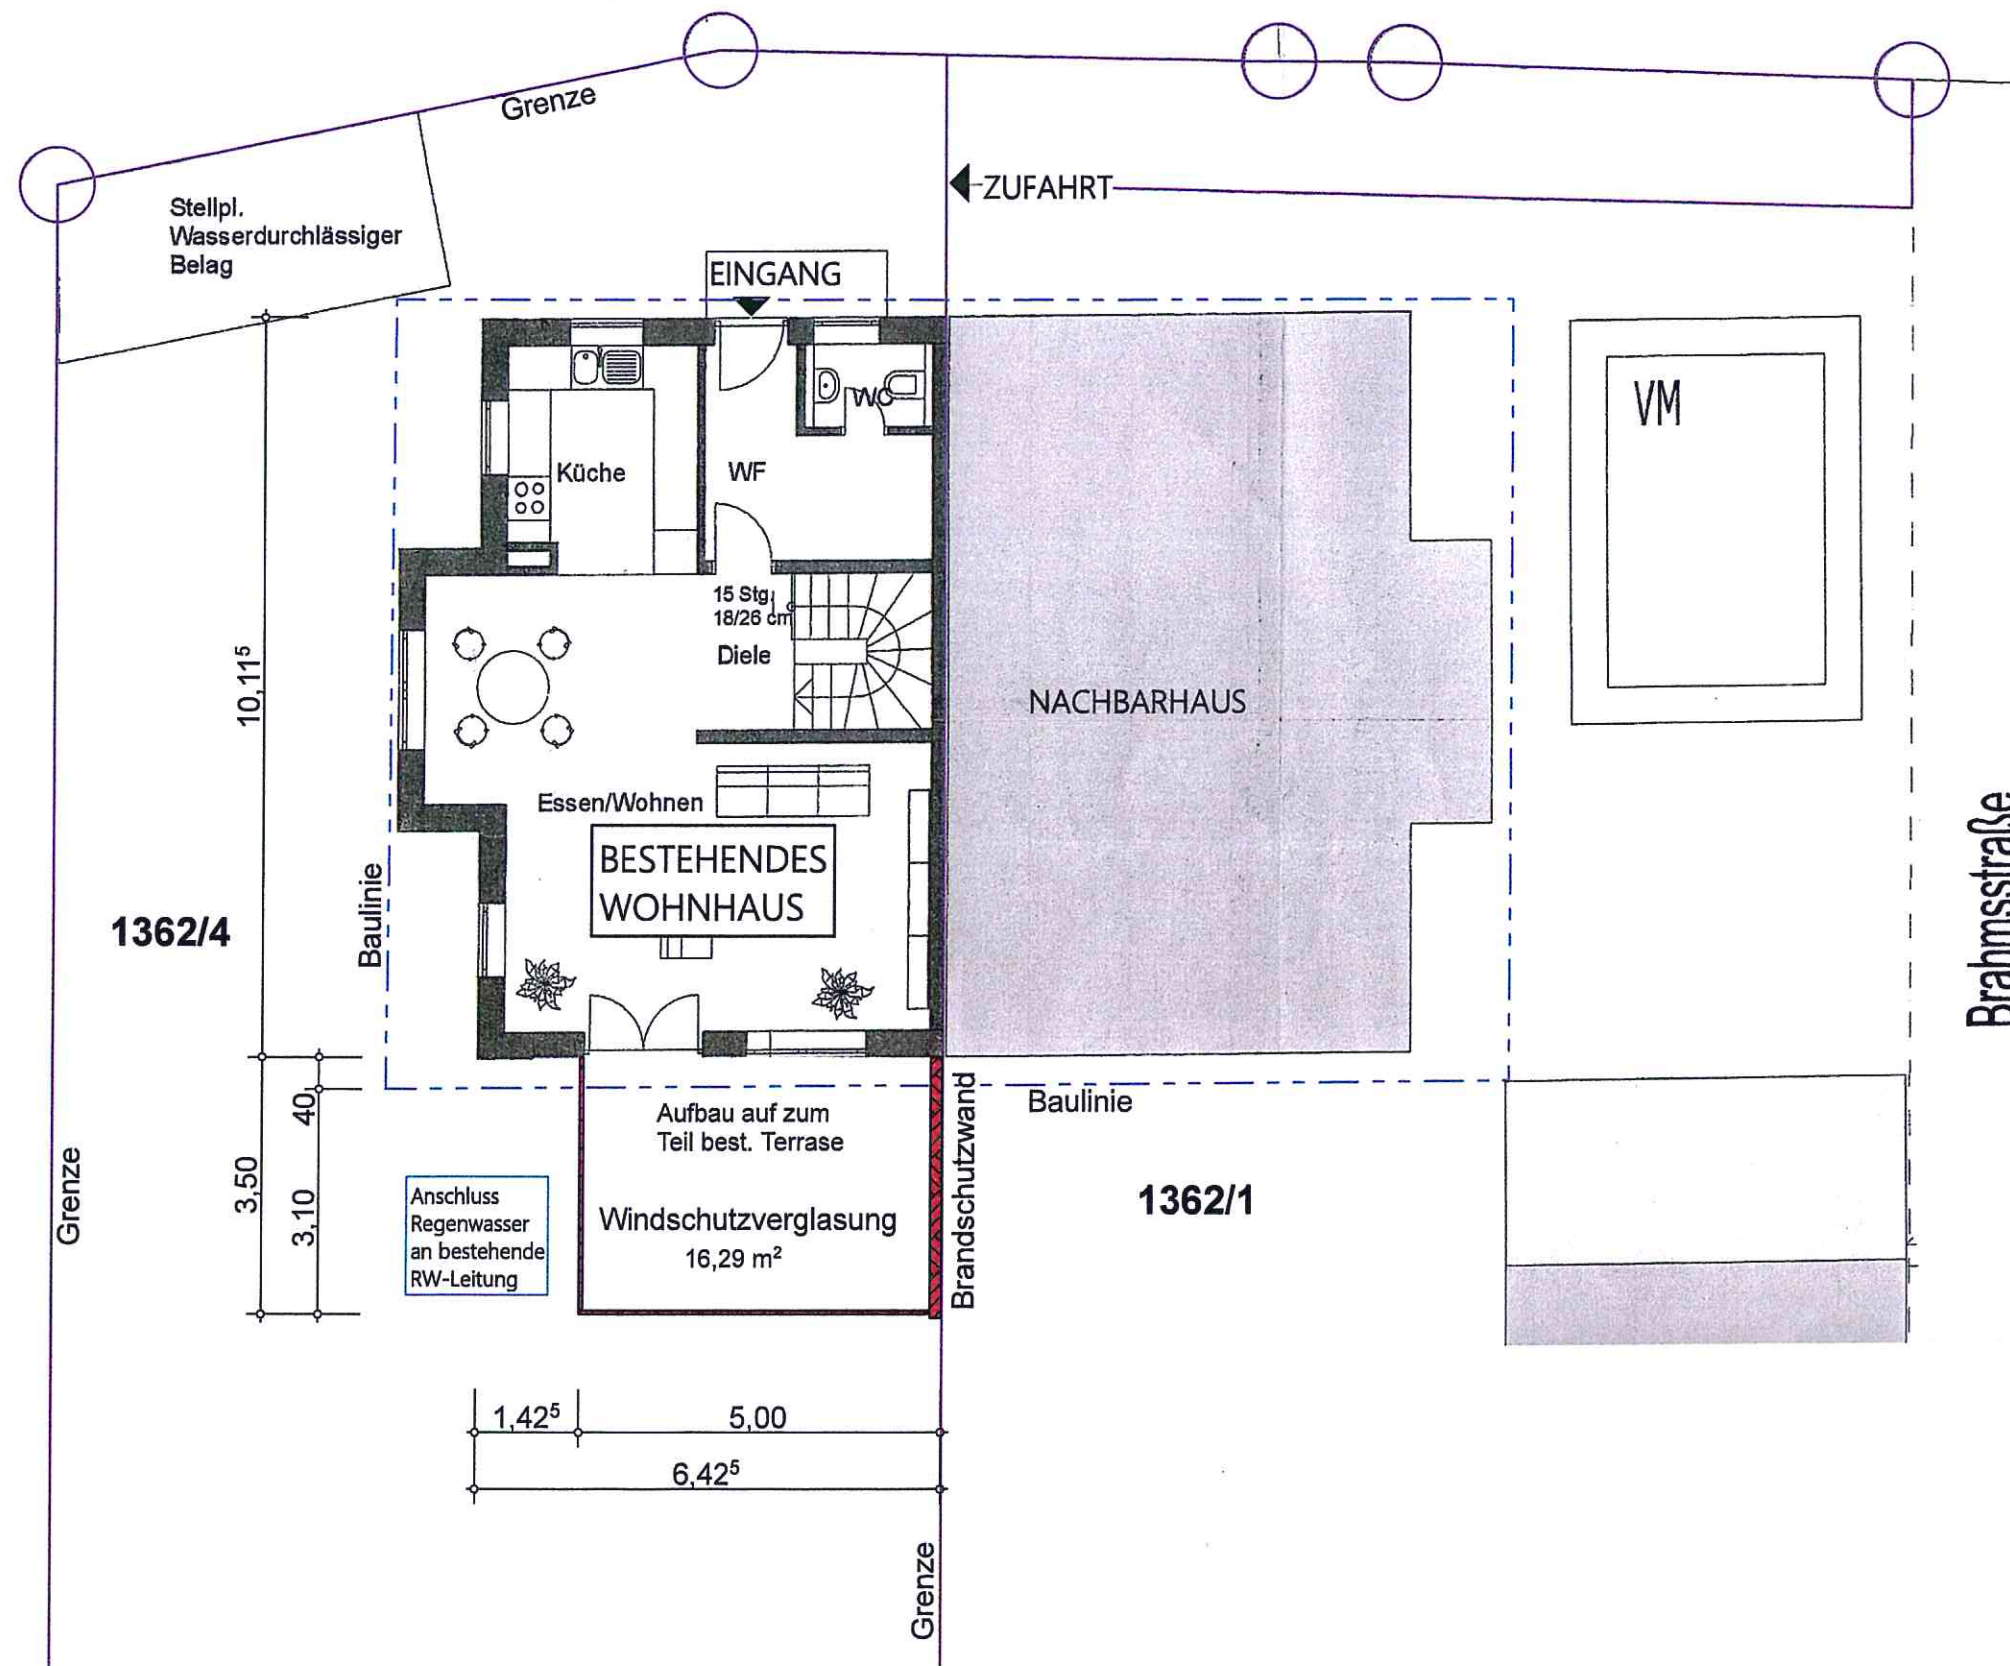 Grenze
ZUFAHRT
Stellpl.
Wasserdurchlässiger
Belag
EINGANG
VM
WC
Küche
WF
15 Stg.
18/26 cm
Diele
10,11⁵
NACHBARHAUS
Essen/Wohnen
BESTEHENDES
WOHNHAUS
Brahmsstraße
1362/4
Baulinie
Baulinie
40
Aufbau auf zum
Teil best. Terrase
Brandschutzwand
3,50
3,10
Grenze
Anschluss
Regenwasser
an bestehende
RW-Leitung
Windschutzverglasung
16,29 m²
1362/1
1,42⁵
5,00
6,42⁵
Grenze